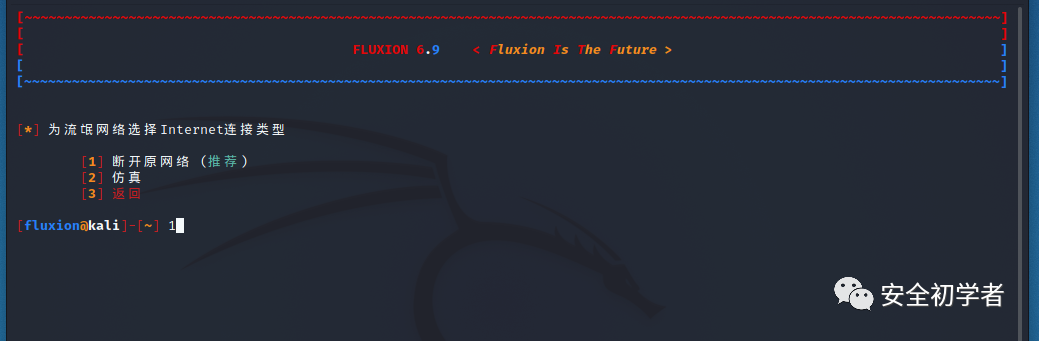 [~~~~~~~~~~~~~~~~~~~~~~~~~~~~~~~~~~~~~~~~~~~~~~~~~~~~~~~~~~~~~~~~~~~~~~~~~~~~~~~~~~~~~~~~~~~~~~~~~~~~~~~~~~~~~~~~~~~~~~~~~]
[ ]
[ FLUXION 6.9 < Fluxion Is The Future > ]
[ ]
[~~~~~~~~~~~~~~~~~~~~~~~~~~~~~~~~~~~~~~~~~~~~~~~~~~~~~~~~~~~~~~~~~~~~~~~~~~~~~~~~~~~~~~~~~~~~~~~~~~~~~~~~~~~~~~~~~~~~~~~~~]
[*] 为流氓网络选择Internet连接类型
[1] 断开原网络 (推荐)
[2] 仿真
[3] 返回
[fluxion@kali]-[~] 1
安全初学者